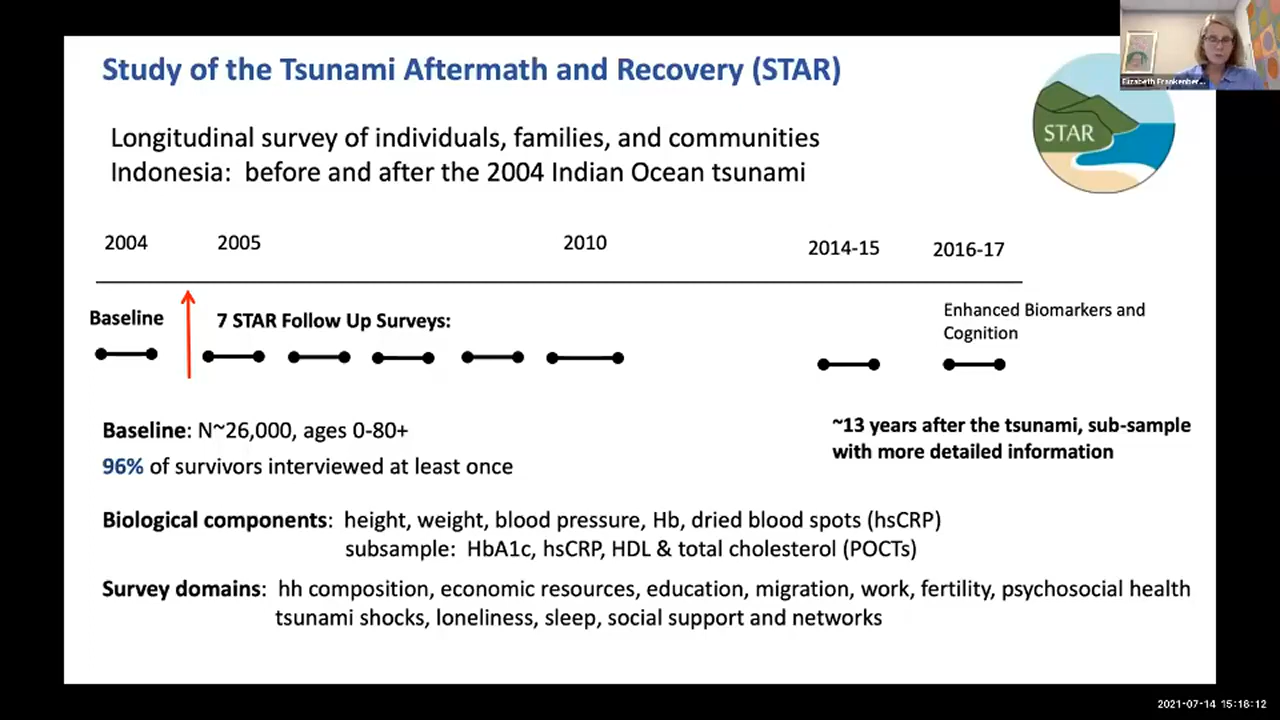 Study of the Tsunami Aftermath and Recovery (STAR)
Elizabeth Frankenber...
STAR
Longitudinal survey of individuals, families, and communities
Indonesia: before and after the 2004 Indian Ocean tsunami
2004
2005
2010
2014-15
2016-17
Baseline
7 STAR Follow Up Surveys:
Enhanced Biomarkers and
Cognition
Baseline: N~26,000, ages 0-80+
96% of survivors interviewed at least once
~13 years after the tsunami, sub-sample
with more detailed information
Biological components: height, weight, blood pressure, Hb, dried blood spots (hsCRP)
subsample: HbA1c, hsCRP, HDL & total cholesterol (POCTs)
Survey domains: hh composition, economic resources, education, migration, work, fertility, psychosocial health
tsunami shocks, loneliness, sleep, social support and networks
2021-07-14 15:18:12